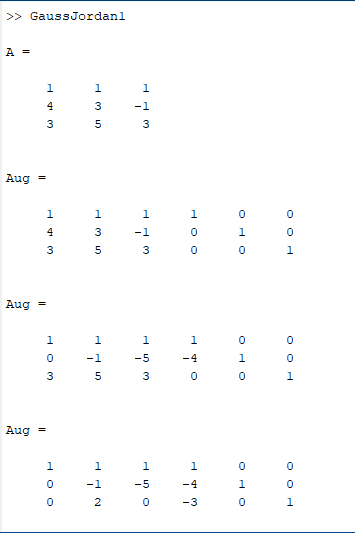 >> GaussJordan1
A =
1 1 1
4 3 -1
3 5 3
Aug =
1 1 1 1 0 0
4 3 -1 0 1 0
3 5 3 0 0 1
Aug =
1 1 1 1 0 0
0 -1 -5 -4 1 0
3 5 3 0 0 1
Aug =
1 1 1 1 0 0
0 -1 -5 -4 1 0
0 2 0 -3 0 1